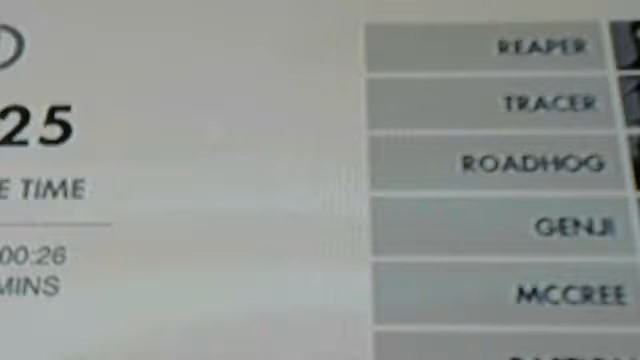 25
E TIME
00:26
MINS
REAPER
TRACER
ROADHOG
GENJI
MCCREE